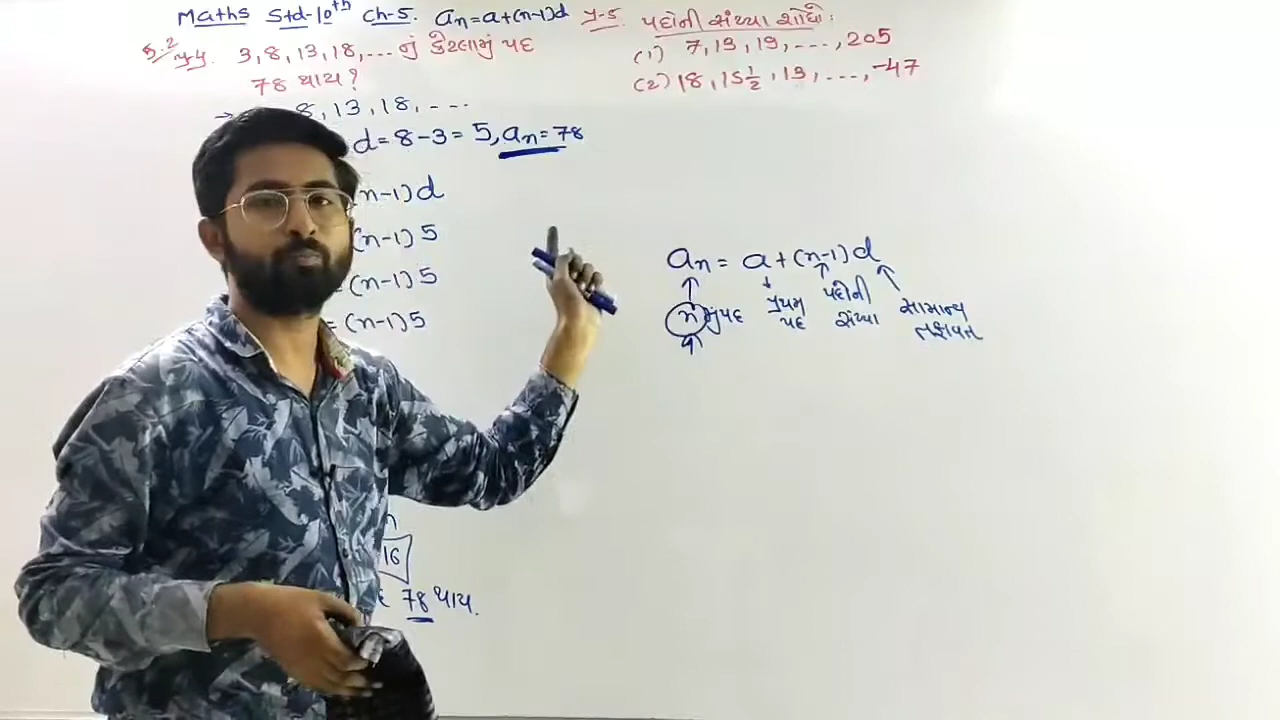 Maths Std-10th Ch-5. an=a+(n-1)d
સ્વા. 5.2 પ્ર-4. 3,8,13,18,... નું કેટલામું પદ
78 થાય?
→ 8,13,18,...
d=8-3=5, an=78
(n-1)d
(n-1)5
=(n-1)5
=(n-1)5
16
78 થાય.
પ્ર-5. પદોની સંખ્યા શોધો:
(1) 7,13,19,...,205
(2) 18,15½,13,...,-47
an = a+(n-1)d
n મું પદ પ્રથમ પદ પદોની સંખ્યા સામાન્ય તફાવત